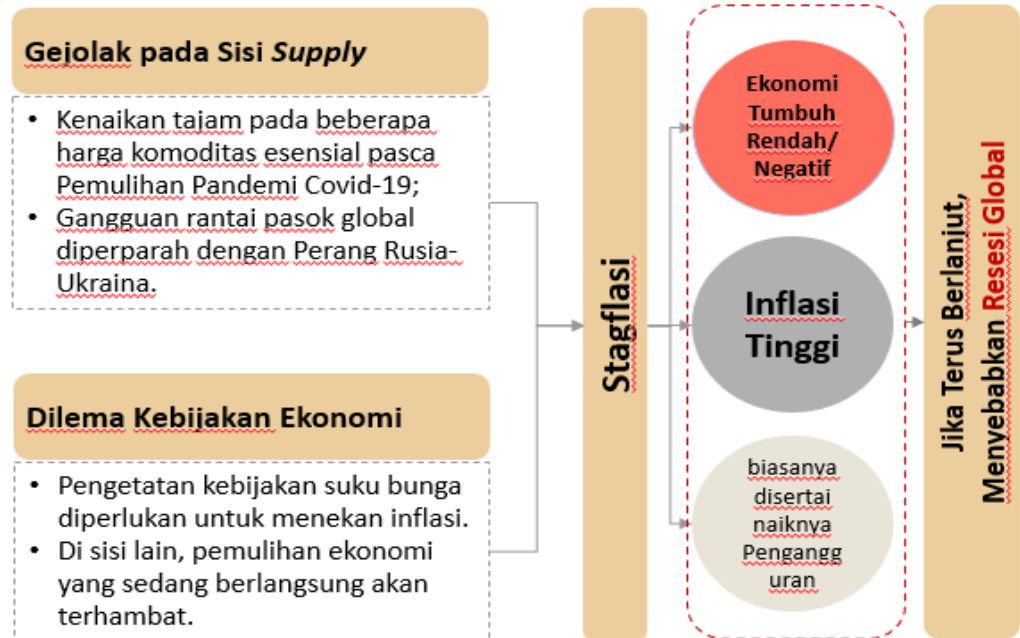 Gejolak pada Sisi Supply
• Kenaikan tajam pada beberapa
harga komoditas esensial pasca
Pemulihan Pandemi Covid-19;
• Gangguan rantai pasok global
diperparah dengan Perang Rusia-
Ukraina.
Dilema Kebijakan Ekonomi
• Pengetatan kebijakan suku bunga
diperlukan untuk menekan inflasi.
• Di sisi lain, pemulihan ekonomi
yang sedang berlangsung akan
terhambat.
Stagflasi
Ekonomi
Tumbuh
Rendah/
Negatif
Inflasi
Tinggi
biasanya
disertai
naiknya
Pengangg
uran
Jika Terus Berlanjut,
Menyebabkan Resesi Global